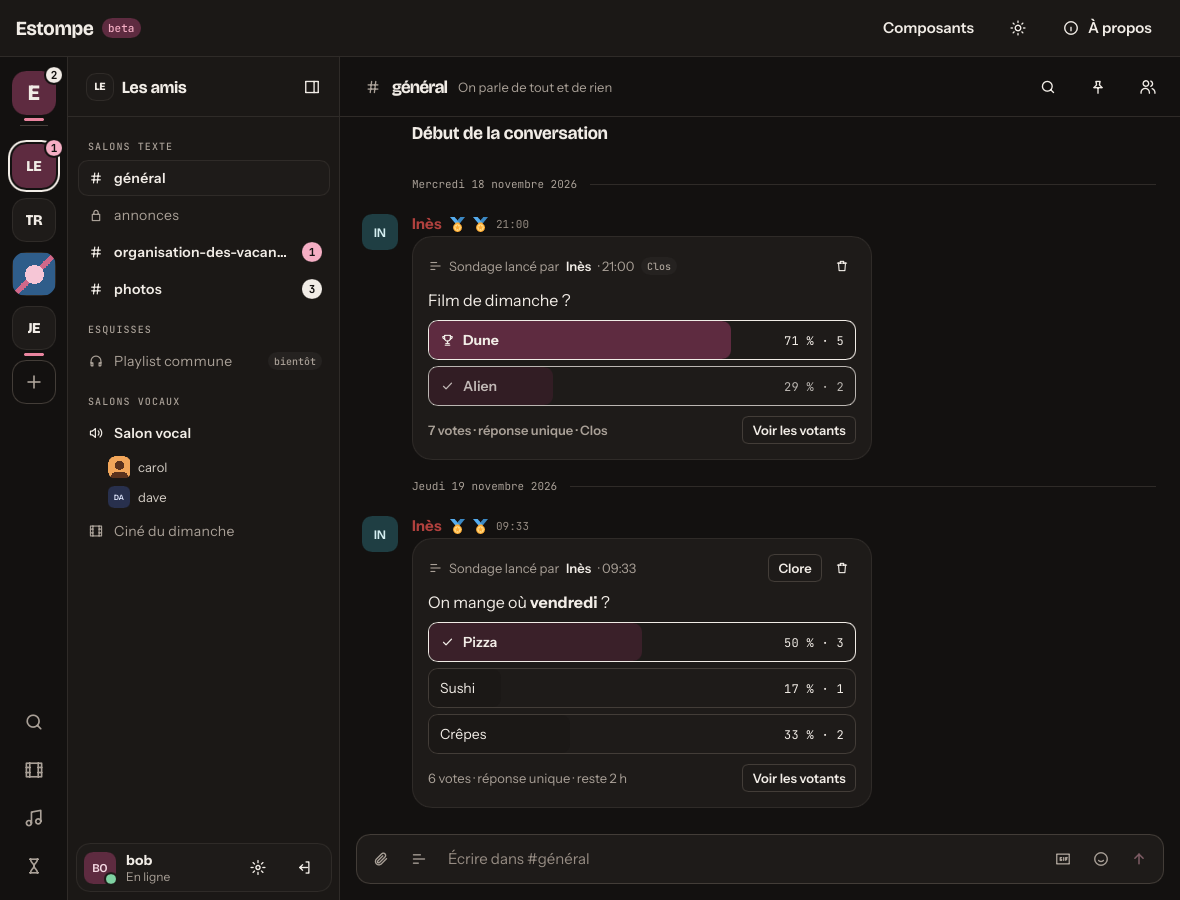 Estompe beta
Composants
À propos
E 2
LE 1
TR
JE
LE Les amis
SALONS TEXTE
# général
annonces
# organisation-des-vacan... 1
# photos 3
ESQUISSES
Playlist commune bientôt
SALONS VOCAUX
Salon vocal
carol
DA dave
Ciné du dimanche
BO bob
En ligne
# général On parle de tout et de rien
Début de la conversation
Mercredi 18 novembre 2026
IN Inès 21:00
Sondage lancé par Inès · 21:00 Clos
Film de dimanche ?
Dune 71 % · 5
Alien 29 % · 2
7 votes · réponse unique · Clos Voir les votants
Jeudi 19 novembre 2026
IN Inès 09:33
Sondage lancé par Inès · 09:33 Clore
On mange où vendredi ?
Pizza 50 % · 3
Sushi 17 % · 1
Crêpes 33 % · 2
6 votes · réponse unique · reste 2 h Voir les votants
Écrire dans #général GIF